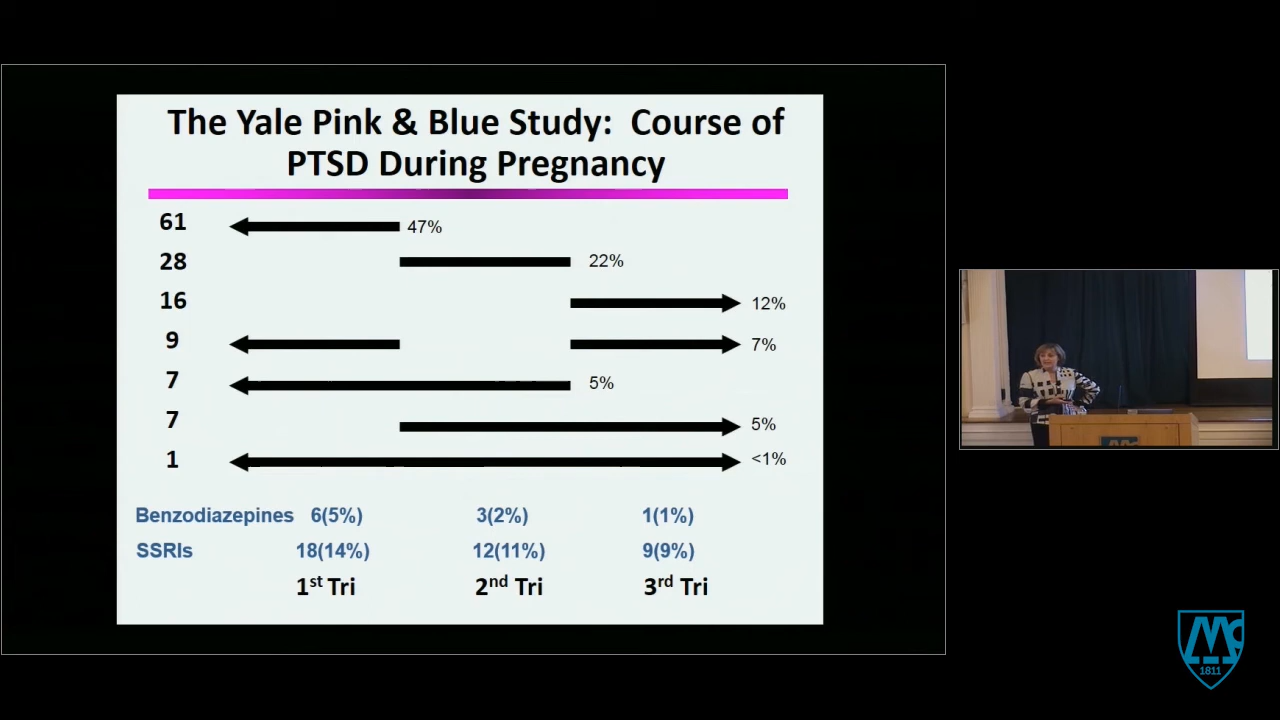 The Yale Pink & Blue Study: Course of
PTSD During Pregnancy
61 47%
28 22%
16 12%
9 7%
7 5%
7 5%
1 <1%
Benzodiazepines 6(5%) 3(2%) 1(1%)
SSRIs 18(14%) 12(11%) 9(9%)
1st Tri 2nd Tri 3rd Tri
1811